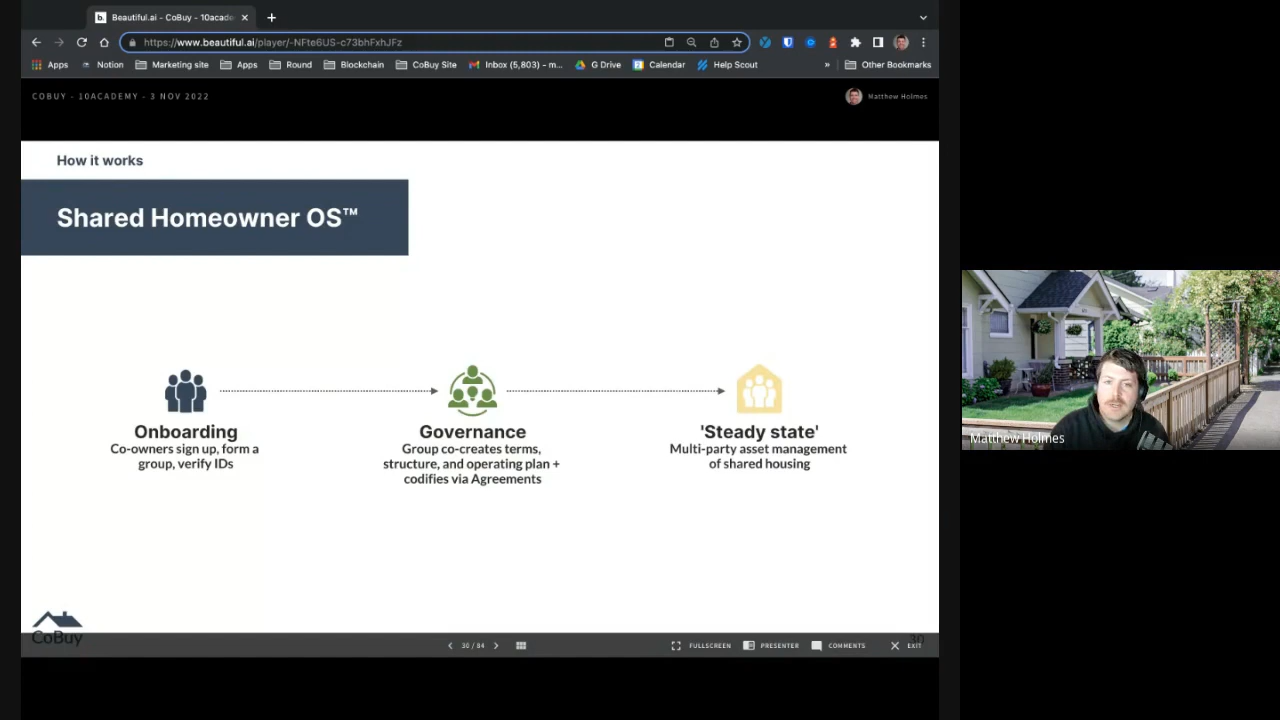 Beautiful.ai - CoBuy - 10acade
https://www.beautiful.ai/player/-NFte6US-c73bhFxhJFz
Apps Notion Marketing site Apps Round Blockchain CoBuy Site Inbox (5,803) – m... G Drive Calendar Help Scout » Other Bookmarks
COBUY - 10ACADEMY - 3 NOV 2022
Matthew Holmes
How it works
Shared Homeowner OS™
Onboarding
Co-owners sign up, form a
group, verify IDs
Governance
Group co-creates terms,
structure, and operating plan +
codifies via Agreements
'Steady state'
Multi-party asset management
of shared housing
Matthew Holmes
CoBuy
30 / 84
FULLSCREEN PRESENTER COMMENTS EXIT
30